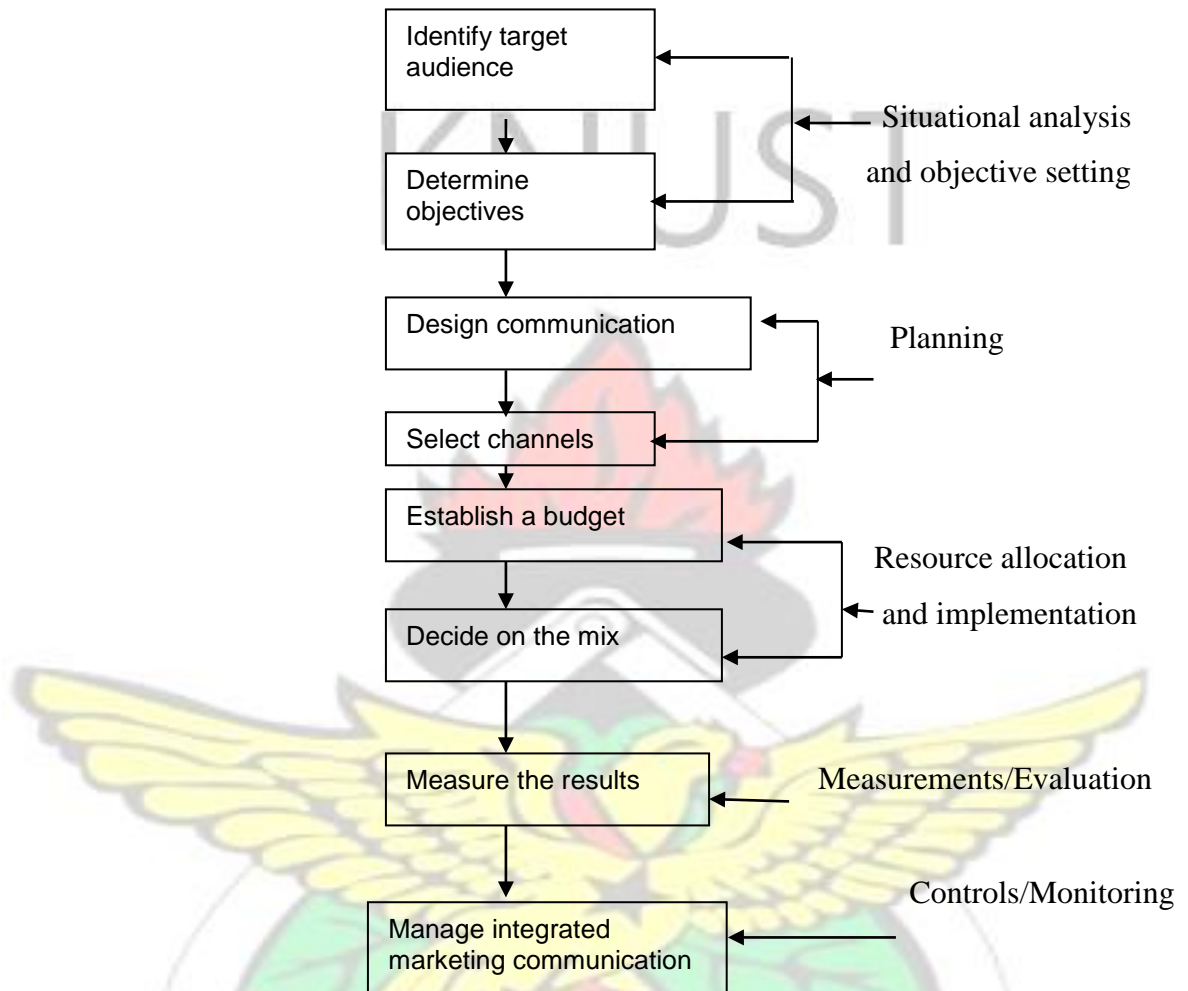 Identify target
audience
KNUST
Situational analysis
and objective setting
Determine
objectives
Design communication
Planning
Select channels
Establish a budget
Resource allocation
and implementation
Decide on the mix
Measure the results
Measurements/Evaluation
Controls/Monitoring
Manage integrated
marketing communication